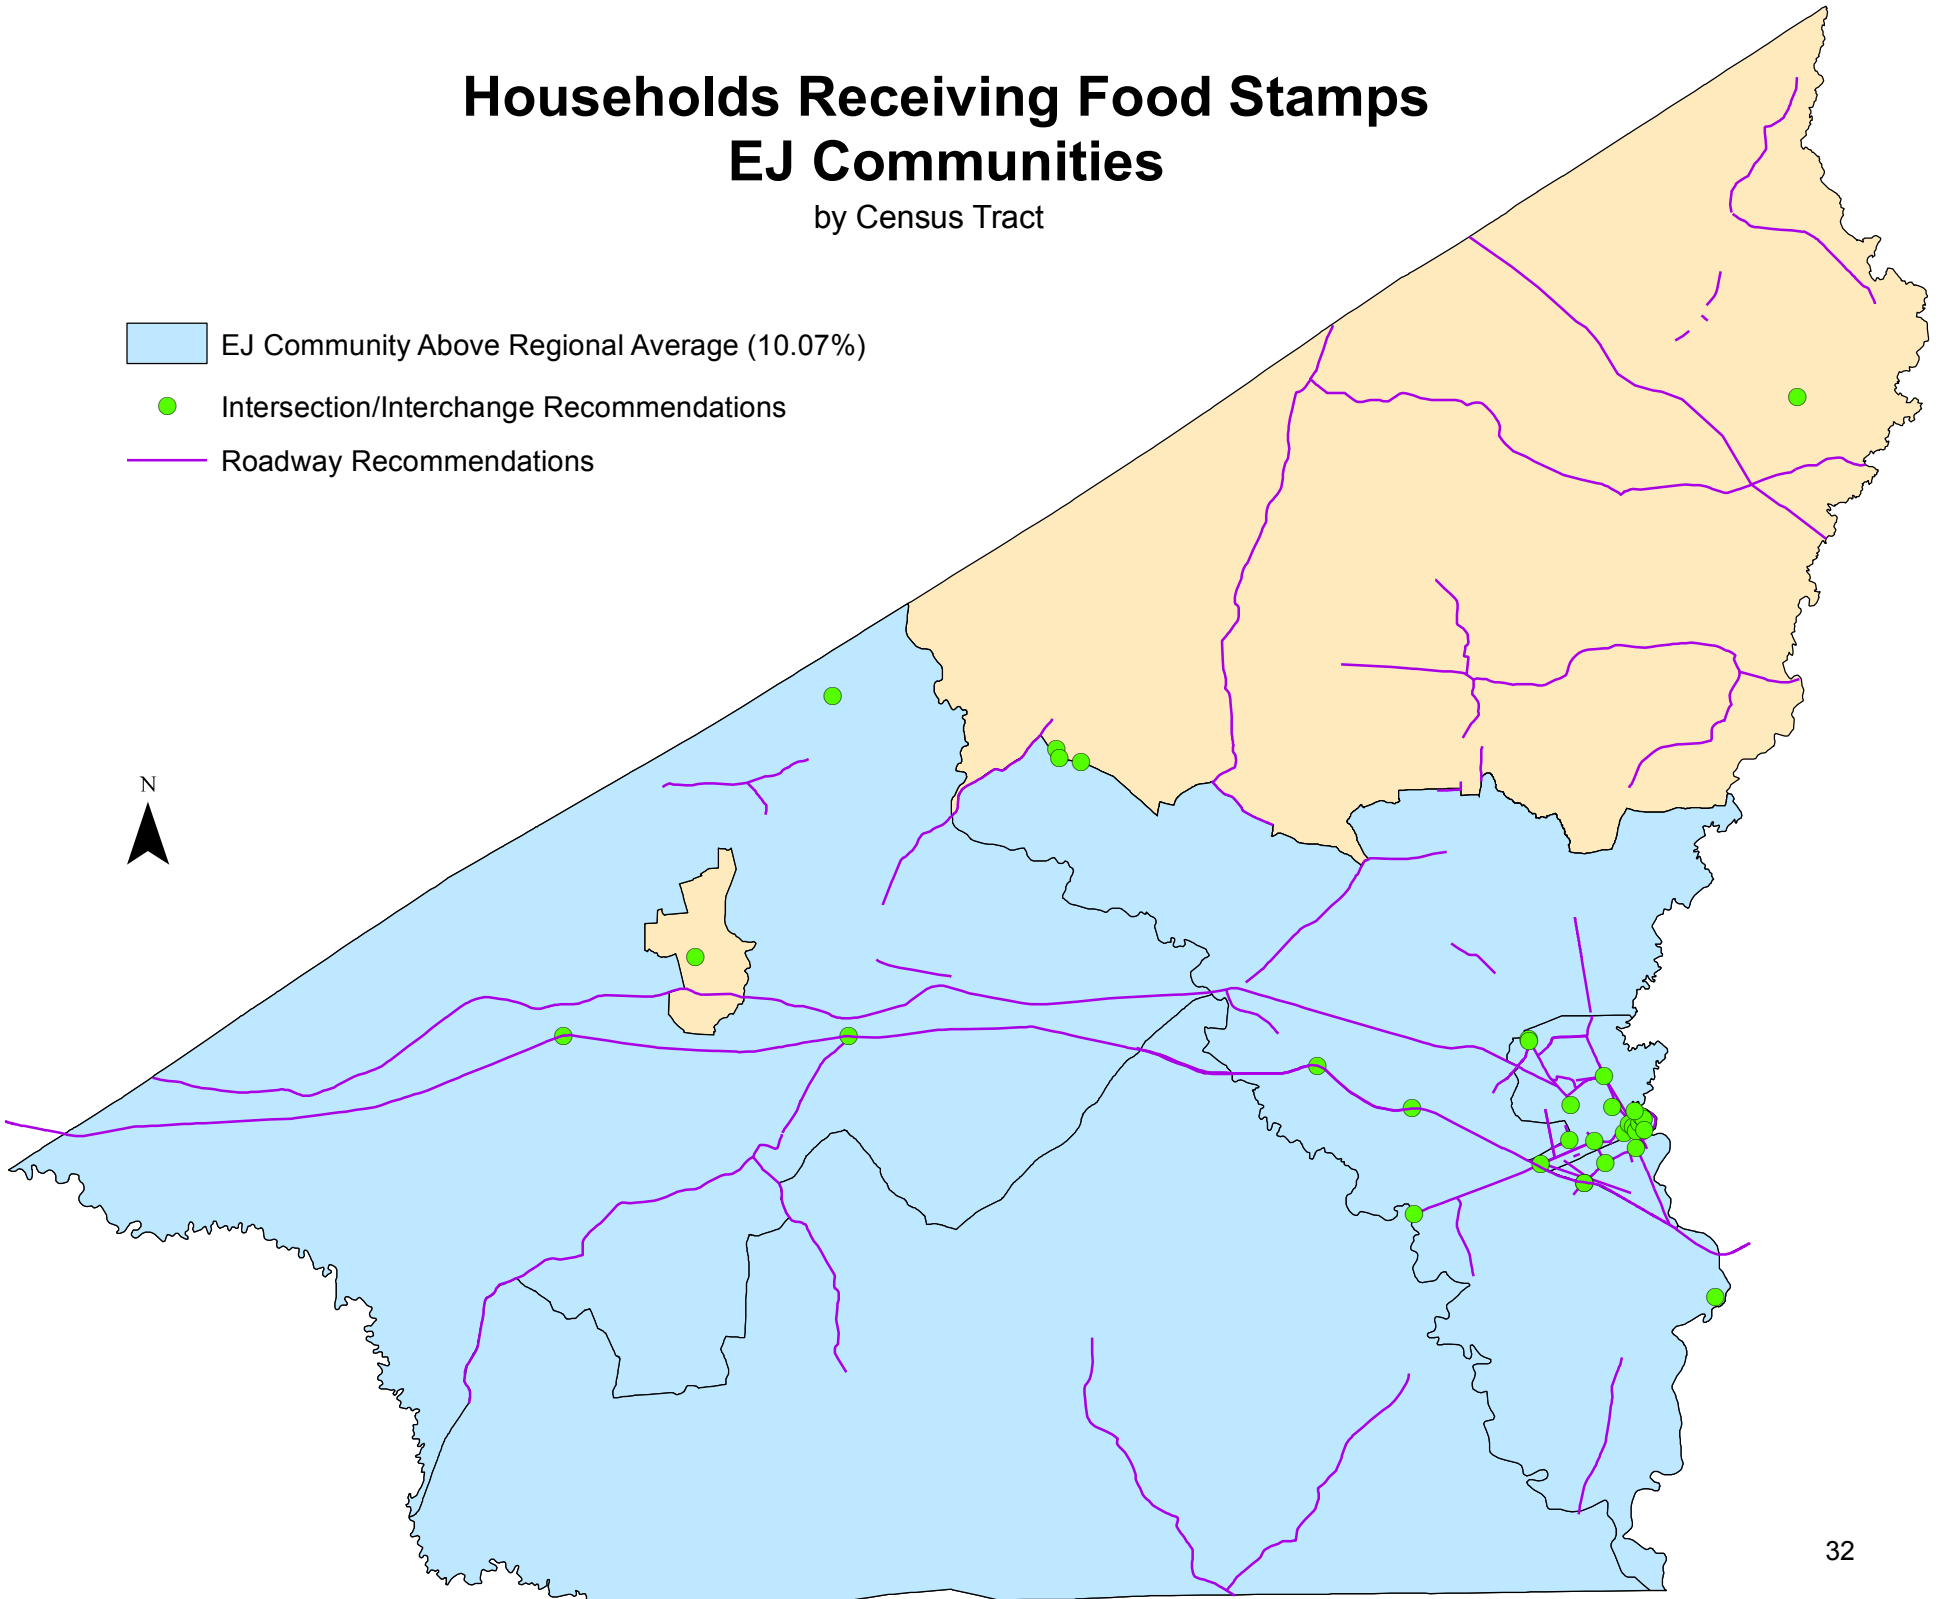 Households Receiving Food Stamps
EJ Communities
by Census Tract
EJ Community Above Regional Average (10.07%)
Intersection/Interchange Recommendations
Roadway Recommendations
N
32